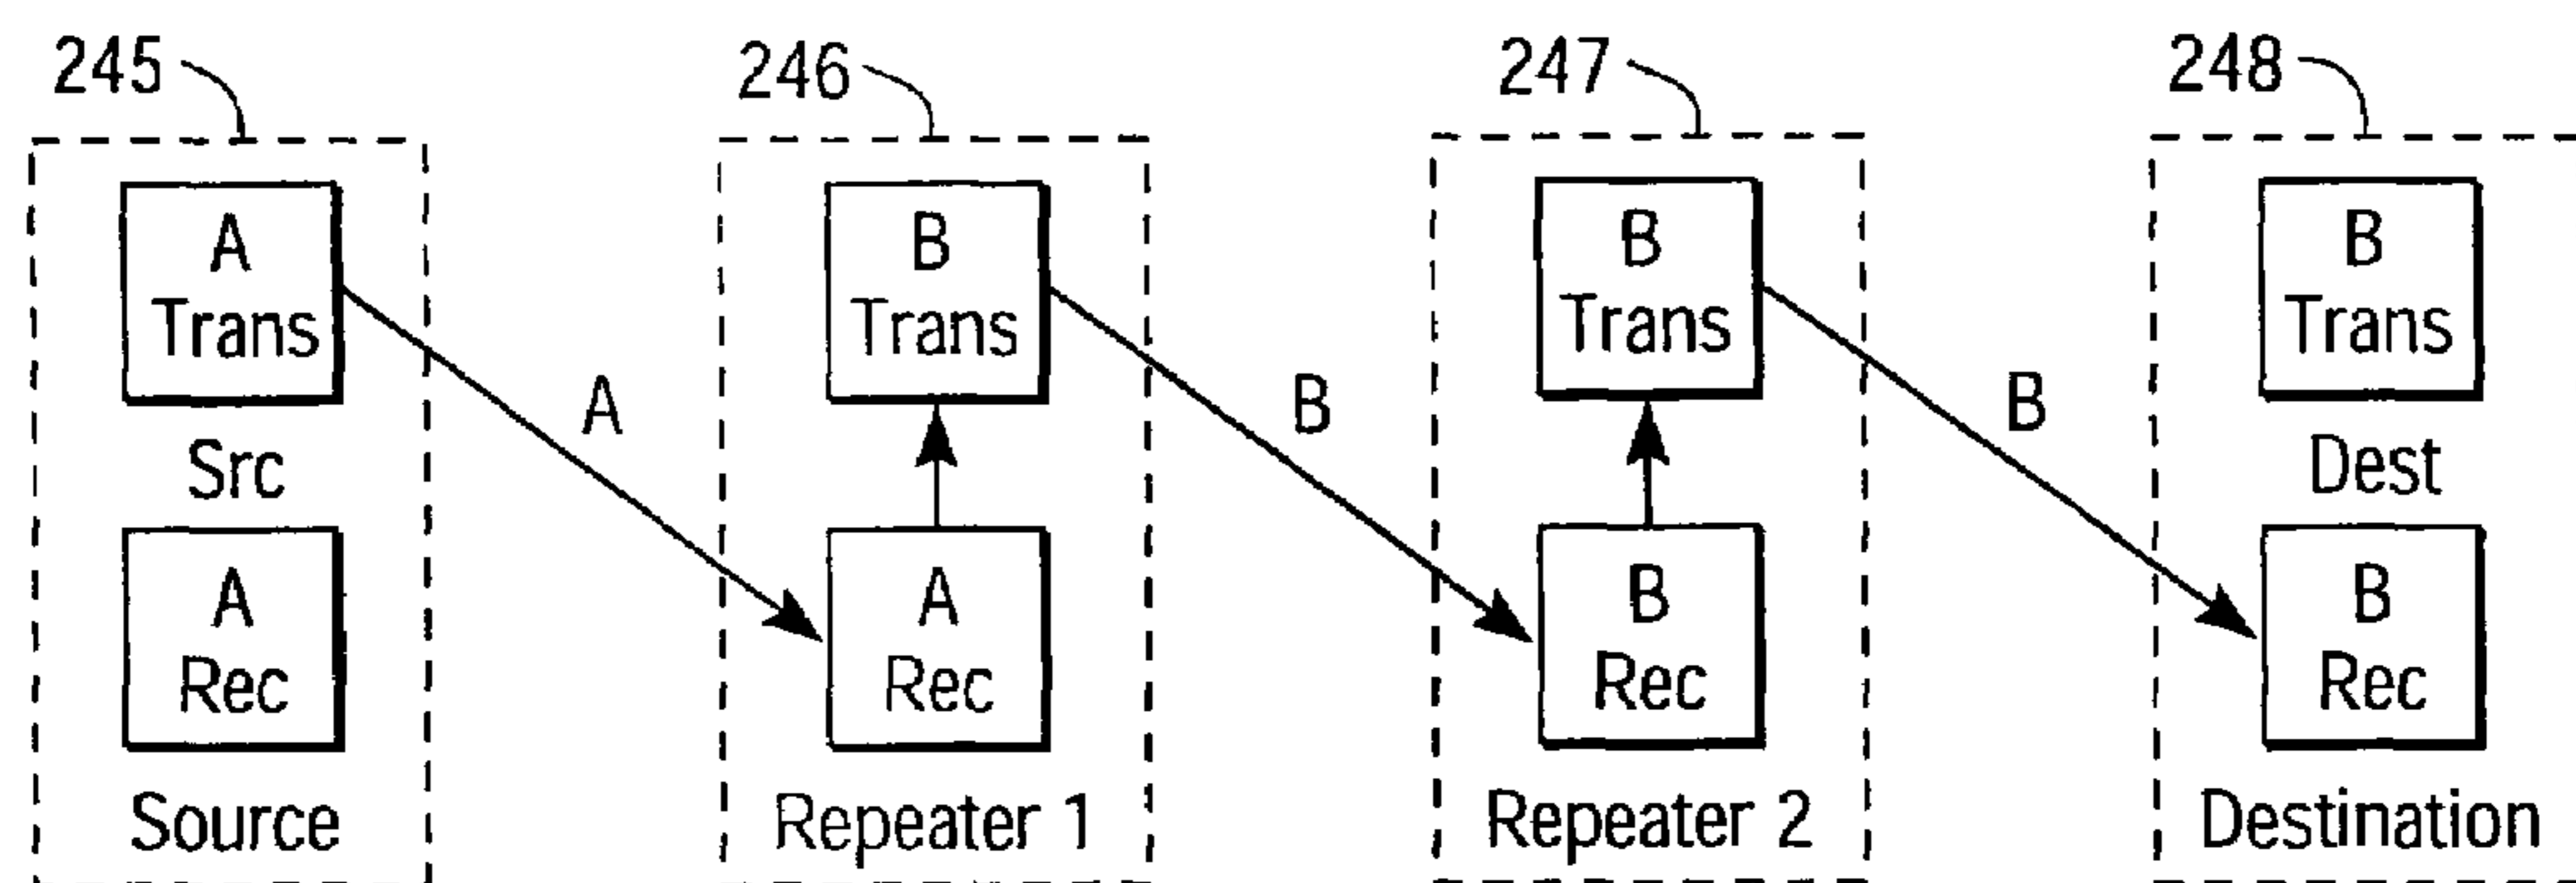 245
246
247
248
A
Trans
Src
A
Rec
Source
A
B
Trans
A
Rec
Repeater 1
B
B
Trans
B
Rec
Repeater 2
B
B
Trans
Dest
B
Rec
Destination